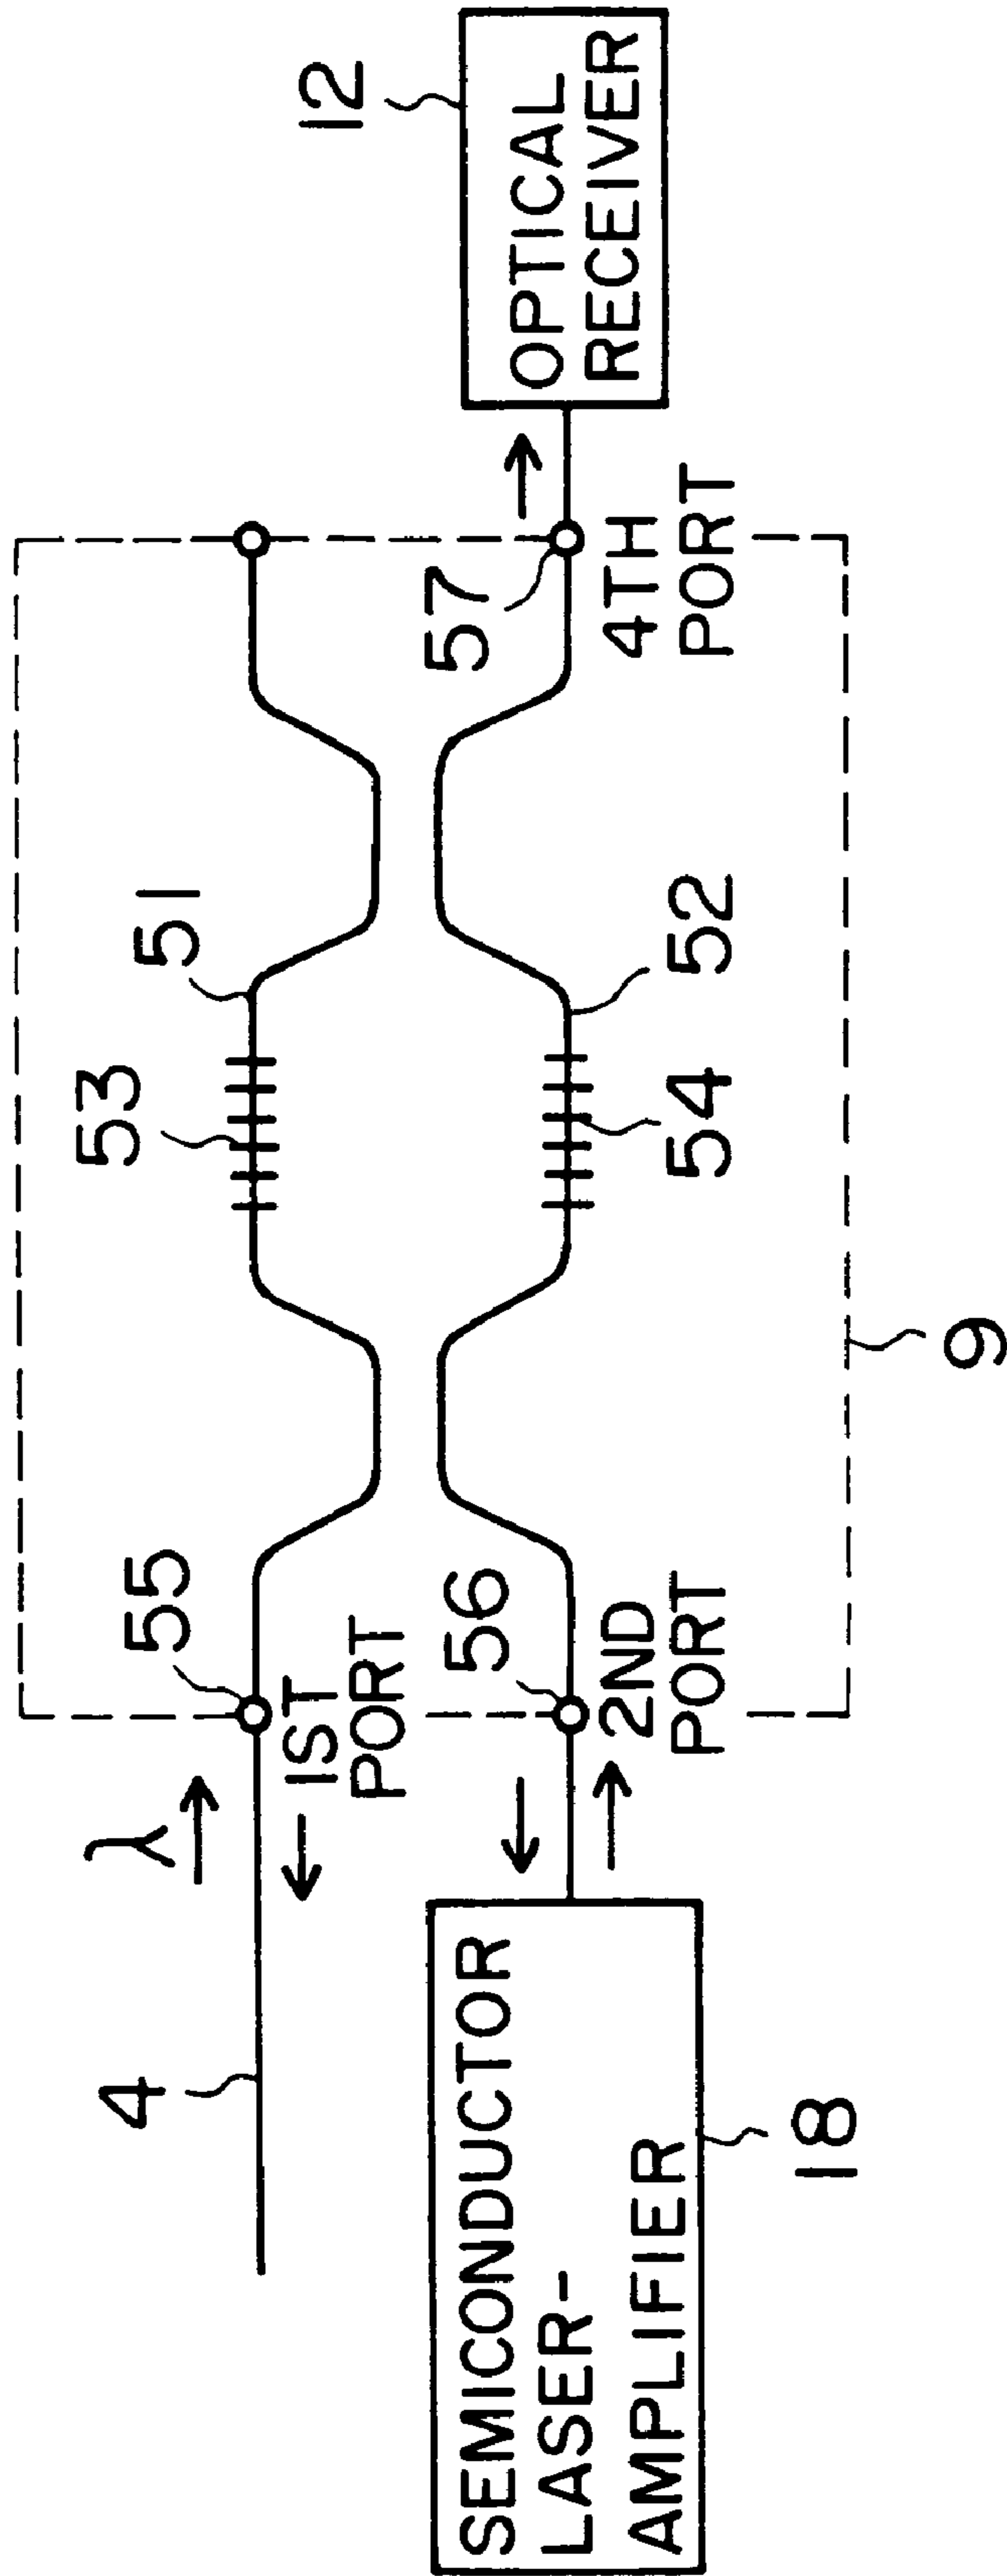 λ
4
55
1ST
PORT
53
51
12
OPTICAL
RECEIVER
57
4TH
PORT
SEMICONDUCTOR
LASER-
AMPLIFIER
18
56
2ND
PORT
54
52
9